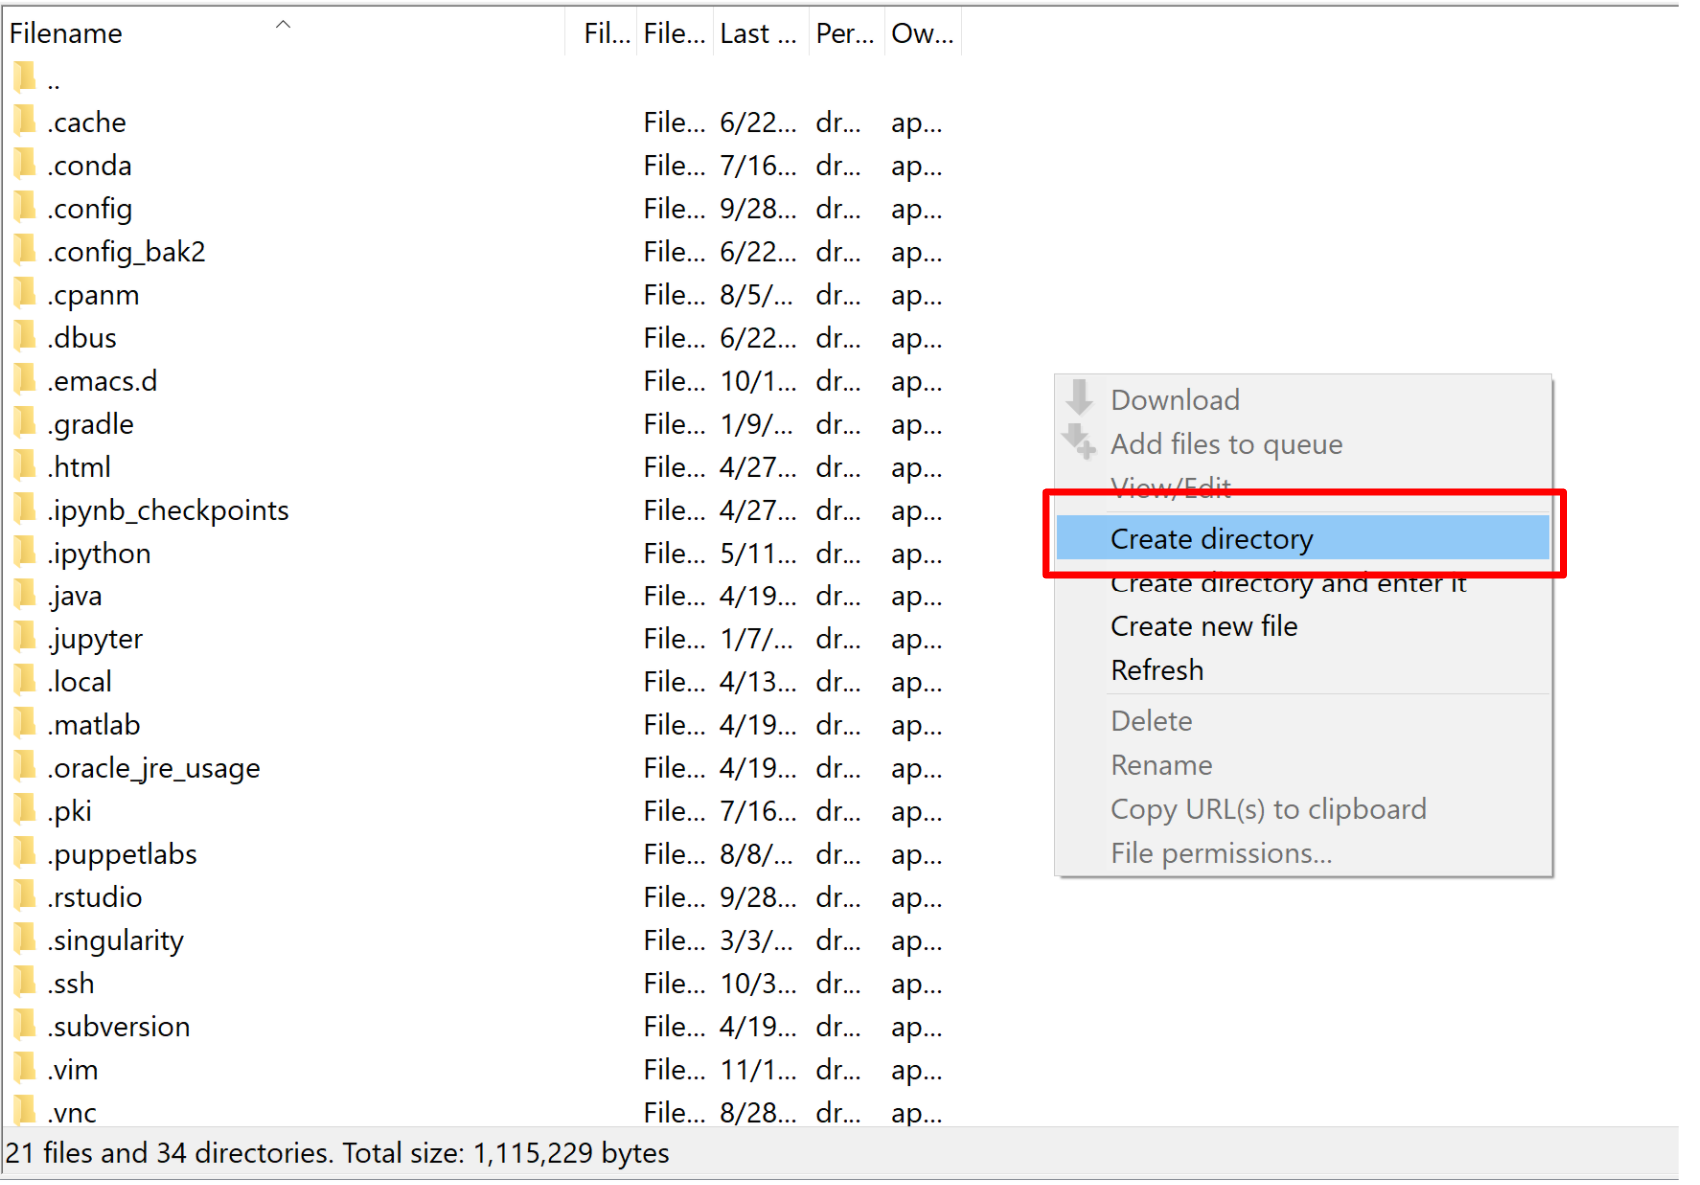 Filename Fil... File... Last ... Per... Ow...
..
.cache File... 6/22... dr... ap...
.conda File... 7/16... dr... ap...
.config File... 9/28... dr... ap...
.config_bak2 File... 6/22... dr... ap...
.cpanm File... 8/5/... dr... ap...
.dbus File... 6/22... dr... ap...
.emacs.d File... 10/1... dr... ap...
.gradle File... 1/9/... dr... ap...
.html File... 4/27... dr... ap...
.ipynb_checkpoints File... 4/27... dr... ap...
.ipython File... 5/11... dr... ap...
.java File... 4/19... dr... ap...
.jupyter File... 1/7/... dr... ap...
.local File... 4/13... dr... ap...
.matlab File... 4/19... dr... ap...
.oracle_jre_usage File... 4/19... dr... ap...
.pki File... 7/16... dr... ap...
.puppetlabs File... 8/8/... dr... ap...
.rstudio File... 9/28... dr... ap...
.singularity File... 3/3/... dr... ap...
.ssh File... 10/3... dr... ap...
.subversion File... 4/19... dr... ap...
.vim File... 11/1... dr... ap...
.vnc File... 8/28... dr... ap...
21 files and 34 directories. Total size: 1,115,229 bytes
Download
Add files to queue
View/Edit
Create directory
Create directory and enter it
Create new file
Refresh
Delete
Rename
Copy URL(s) to clipboard
File permissions...